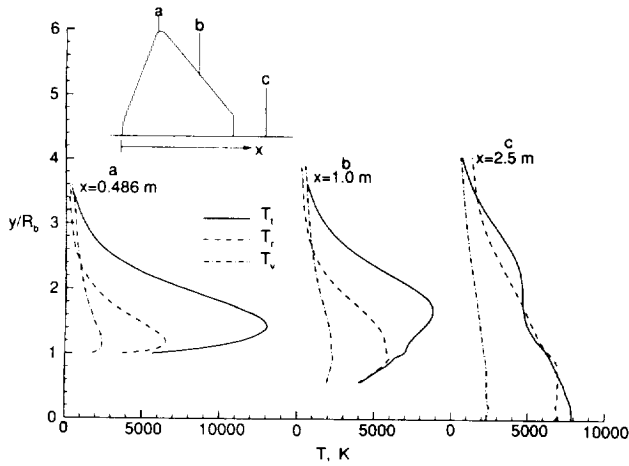 6
5
4
3
2
1
0
y/R_b
a
b
c
x
a
x=0.486 m
b
x=1.0 m
c
x=2.5 m
T_t
T_r
T_v
0 5000 10000 0 5000 0 5000 10000
T, K